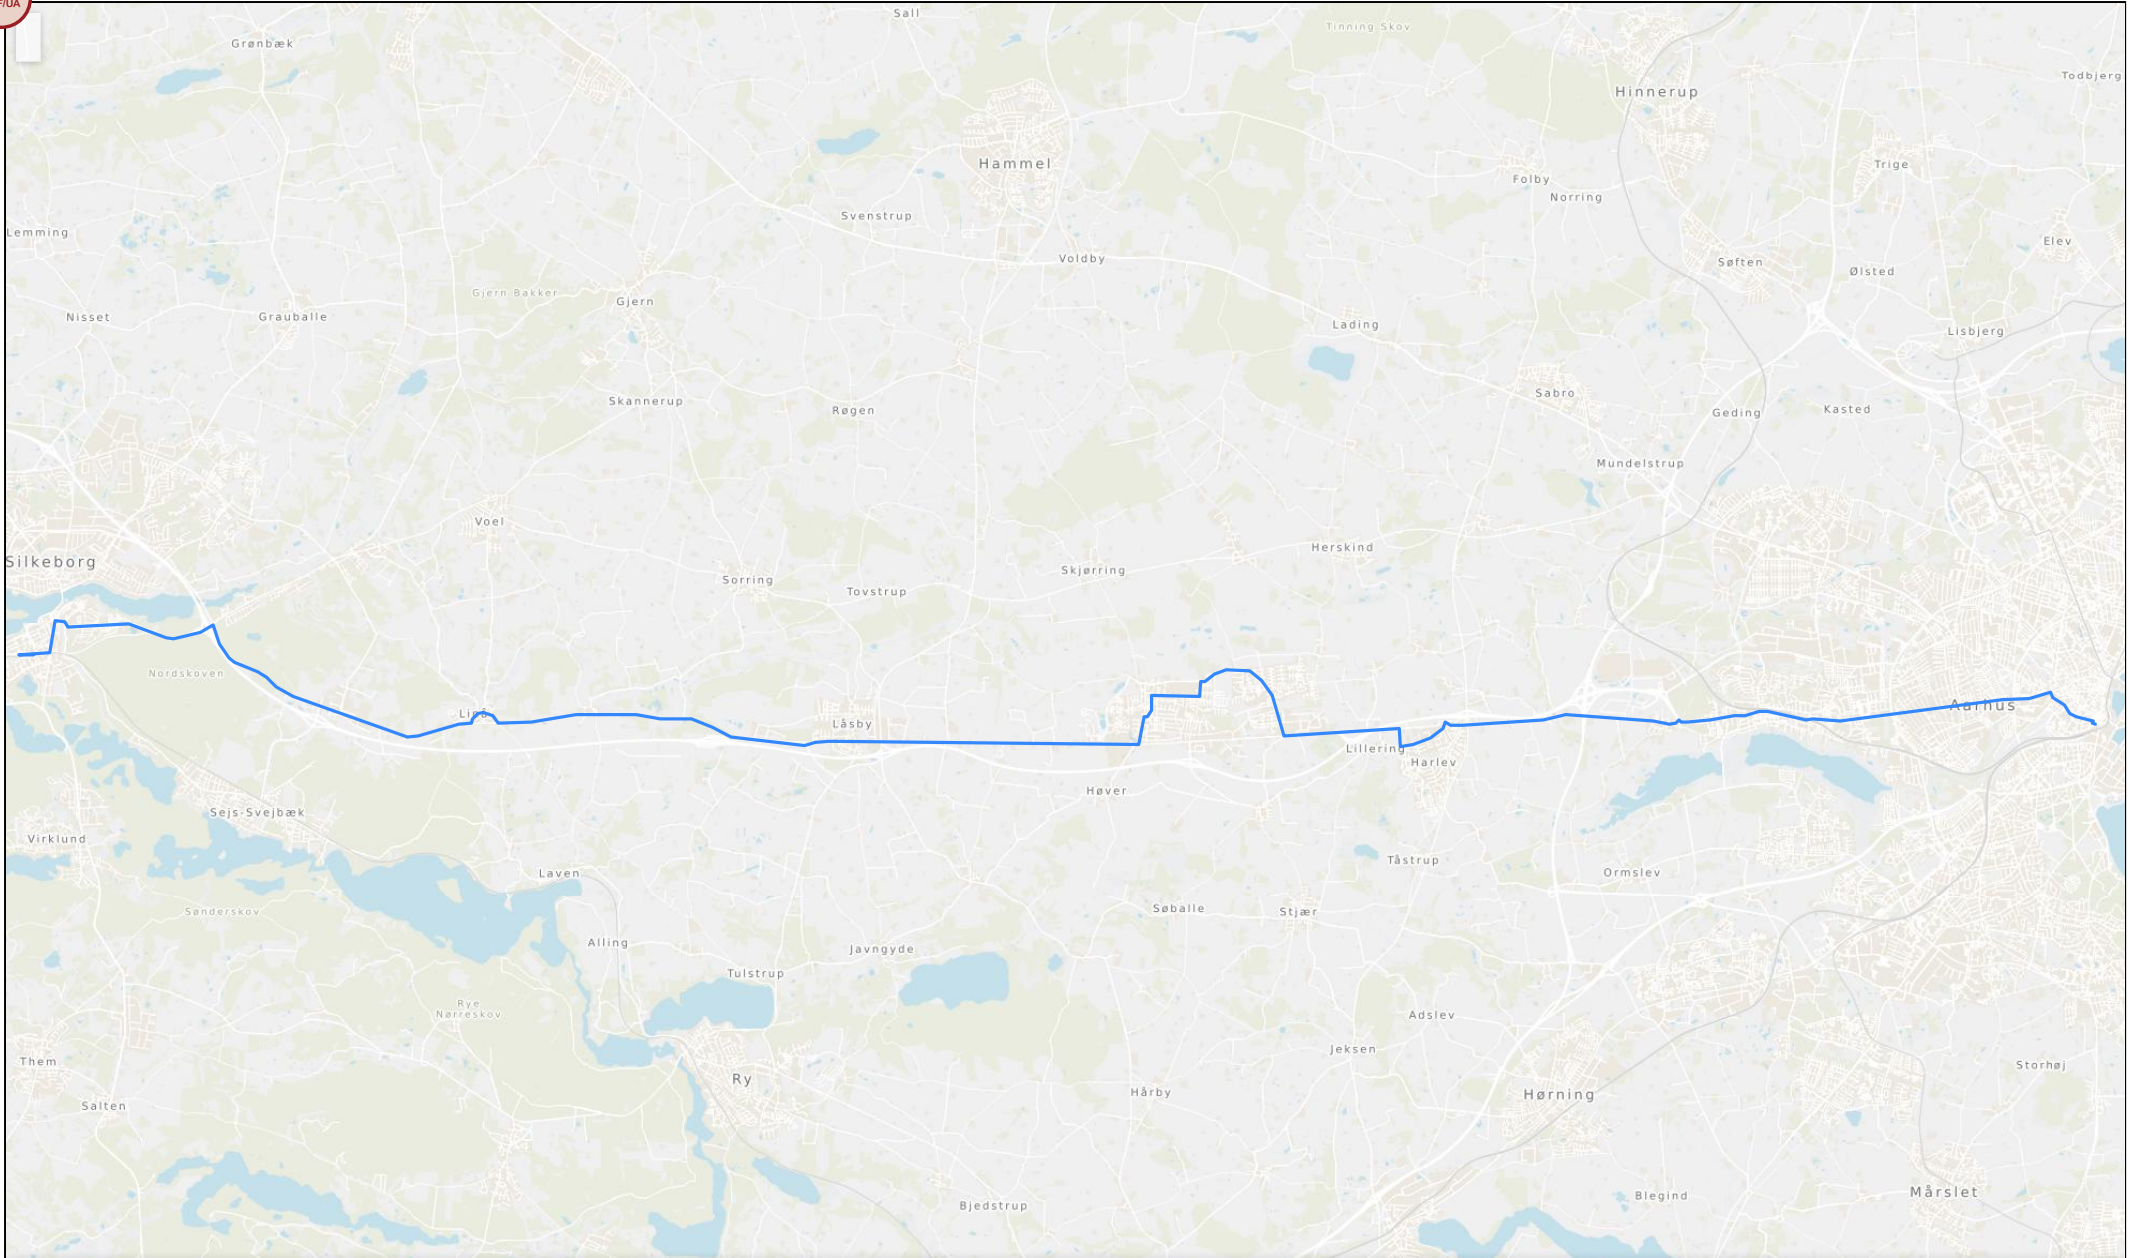 Sall
Tinning Skov
Grønbæk
Todbjerg
Hinnerup
Hammel
Trige
Folby
Norring
Svenstrup
Lemming
Elev
Voldby
Søften
Ølsted
Gjern Bakker
Gjern
Nisset
Grauballe
Lading
Lisbjerg
Sabro
Skannerup
Røgen
Geding
Kasted
Mundelstrup
Voel
Herskind
Silkeborg
Skjørring
Sorring
Tovstrup
Nordskoven
Aarhus
Låsby
Lillering
Harlev
Høver
Sejs-Svejbæk
Virklund
Tåstrup
Laven
Ormslev
Søballe
Sønderskov
Stjær
Alling
Javngyde
Tulstrup
Rye
Nørreskov
Adslev
Jeksen
Them
Storhøj
Ry
Hårby
Hørning
Salten
Mårslet
Blegind
Bjedstrup